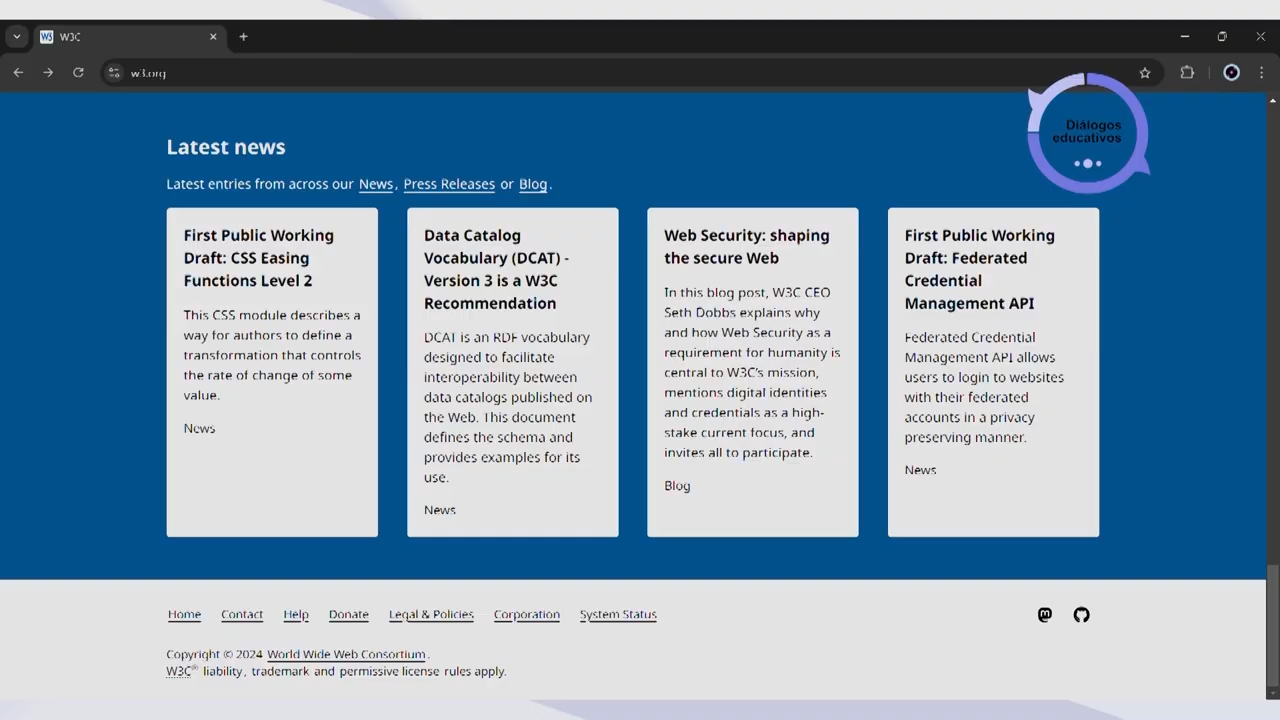 W3C
w3.org
Diálogos
educativos
Latest news
Latest entries from across our News, Press Releases or Blog.
First Public Working
Draft: CSS Easing
Functions Level 2
This CSS module describes a
way for authors to define a
transformation that controls
the rate of change of some
value.
News
Data Catalog
Vocabulary (DCAT) -
Version 3 is a W3C
Recommendation
DCAT is an RDF vocabulary
designed to facilitate
interoperability between
data catalogs published on
the Web. This document
defines the schema and
provides examples for its
use.
News
Web Security: shaping
the secure Web
In this blog post, W3C CEO
Seth Dobbs explains why
and how Web Security as a
requirement for humanity is
central to W3C’s mission,
mentions digital identities
and credentials as a high-
stake current focus, and
invites all to participate.
Blog
First Public Working
Draft: Federated
Credential
Management API
Federated Credential
Management API allows
users to login to websites
with their federated
accounts in a privacy
preserving manner.
News
Home Contact Help Donate Legal & Policies Corporation System Status
Copyright © 2024 World Wide Web Consortium.
W3C® liability, trademark and permissive license rules apply.